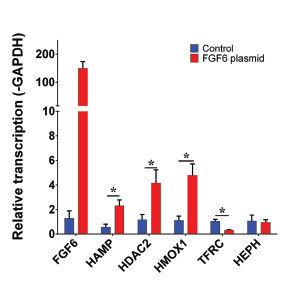 Relative transcription (-GAPDH)
200
100
10
8
6
4
2
0
Control
FGF6 plasmid
*
*
*
*
FGF6
HAMP
HDAC2
HMOX1
TFRC
HEPH